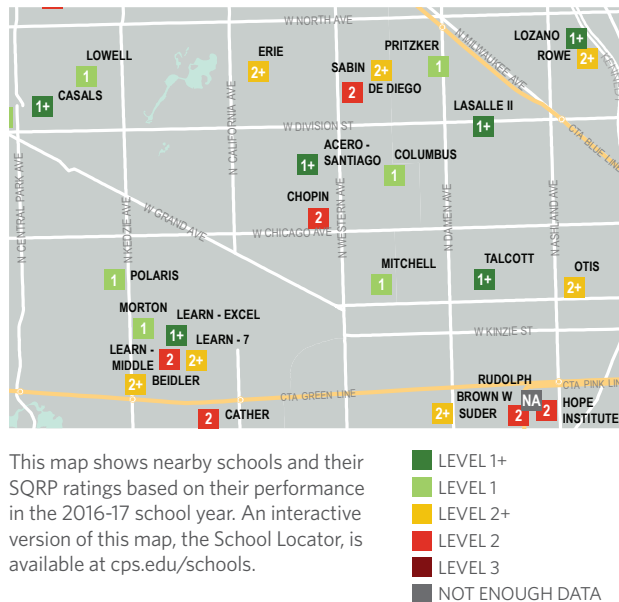 W NORTH AVE
LOWELL
1
CASALS
1+
ERIE
2+
SABIN
2+
PRITZKER
1
DE DIEGO
2
N MILWAUKEE AVE
LOZANO
1+
ROWE
2+
LASALLE II
1+
CTA BLUE LINE
W DIVISION ST
N CALIFORNIA AVE
ACERO -
SANTIAGO
1+
COLUMBUS
1
CHOPIN
2
N CENTRAL PARK AVE
N KEDZIE AVE
W GRAND AVE
W CHICAGO AVE
N WESTERN AVE
N DAMEN AVE
N ASHLAND AVE
POLARIS
1
MITCHELL
1
TALCOTT
1+
OTIS
2+
MORTON
1
LEARN - EXCEL
1+
LEARN - 7
2+
LEARN -
MIDDLE
2
BEIDLER
2+
W KINZIE ST
CTA GREEN LINE
CATHER
2
RUDOLPH
NA
CTA PINK LIN
BROWN W
2
SUDER
2+
HOPE
INSTITUTE
2
This map shows nearby schools and their
SQRP ratings based on their performance
in the 2016-17 school year. An interactive
version of this map, the School Locator, is
available at cps.edu/schools.
LEVEL 1+
LEVEL 1
LEVEL 2+
LEVEL 2
LEVEL 3
NOT ENOUGH DATA